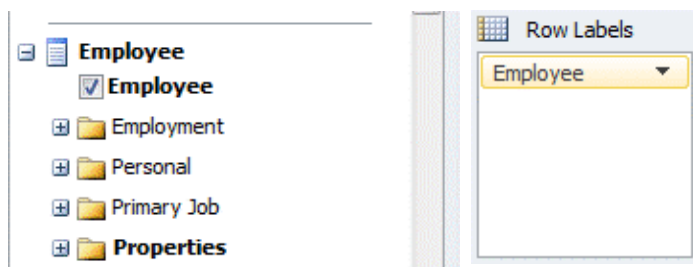 Employee
Employee
Employment
Personal
Primary Job
Properties
Row Labels
Employee